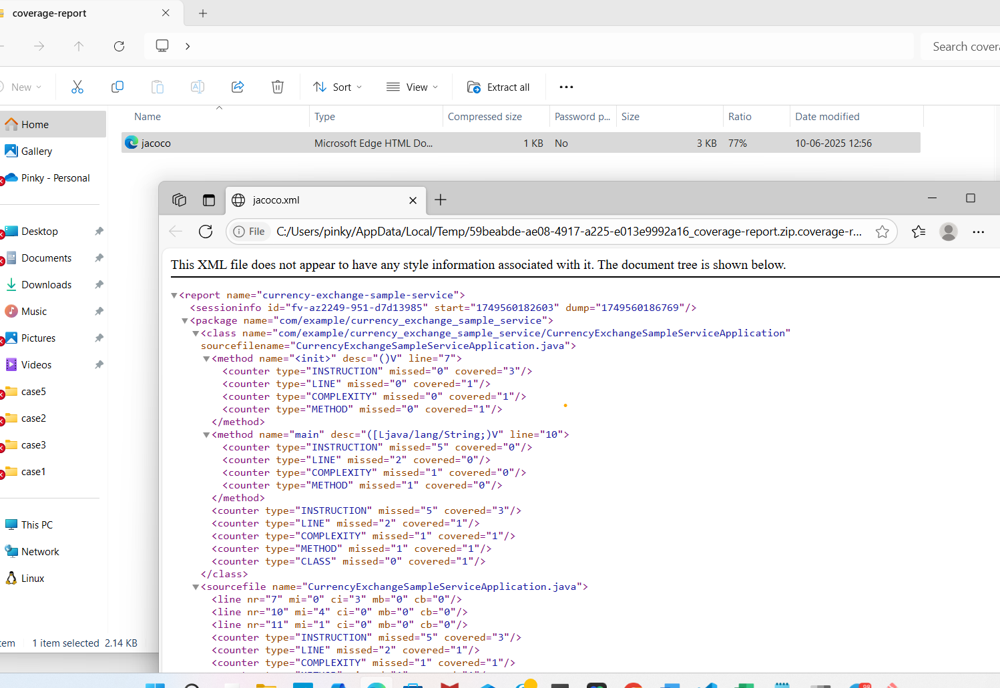 coverage-report
Search covera
New
Sort
View
Extract all
Name
Type
Compressed size
Password p...
Size
Ratio
Date modified
Home
jacoco
Microsoft Edge HTML Do...
1 KB
No
3 KB
77%
10-06-2025 12:56
Gallery
Pinky - Personal
Desktop
Documents
Downloads
Music
Pictures
Videos
case5
case2
case3
case1
This PC
Network
Linux
tem
1 item selected
2.14 KB
jacoco.xml
File
C:/Users/pinky/AppData/Local/Temp/59beabde-ae08-4917-a225-e013e9992a16_coverage-report.zip.coverage-r...
This XML file does not appear to have any style information associated with it. The document tree is shown below.
<report name="currency-exchange-sample-service">
<sessioninfo id="fv-az2249-951-d7d13985" start="1749560182603" dump="1749560186769"/>
<package name="com/example/currency_exchange_sample_service">
<class name="com/example/currency_exchange_sample_service/CurrencyExchangeSampleServiceApplication"
sourcefilename="CurrencyExchangeSampleServiceApplication.java">
<method name="<init>" desc="()V" line="7">
<counter type="INSTRUCTION" missed="0" covered="3"/>
<counter type="LINE" missed="0" covered="1"/>
<counter type="COMPLEXITY" missed="0" covered="1"/>
<counter type="METHOD" missed="0" covered="1"/>
</method>
<method name="main" desc="([Ljava/lang/String;)V" line="10">
<counter type="INSTRUCTION" missed="5" covered="0"/>
<counter type="LINE" missed="2" covered="0"/>
<counter type="COMPLEXITY" missed="1" covered="0"/>
<counter type="METHOD" missed="1" covered="0"/>
</method>
<counter type="INSTRUCTION" missed="5" covered="3"/>
<counter type="LINE" missed="2" covered="1"/>
<counter type="COMPLEXITY" missed="1" covered="1"/>
<counter type="METHOD" missed="1" covered="1"/>
<counter type="CLASS" missed="0" covered="1"/>
</class>
<sourcefile name="CurrencyExchangeSampleServiceApplication.java">
<line nr="7" mi="0" ci="3" mb="0" cb="0"/>
<line nr="10" mi="4" ci="0" mb="0" cb="0"/>
<line nr="11" mi="1" ci="0" mb="0" cb="0"/>
<counter type="INSTRUCTION" missed="5" covered="3"/>
<counter type="LINE" missed="2" covered="1"/>
<counter type="COMPLEXITY" missed="1" covered="1"/>